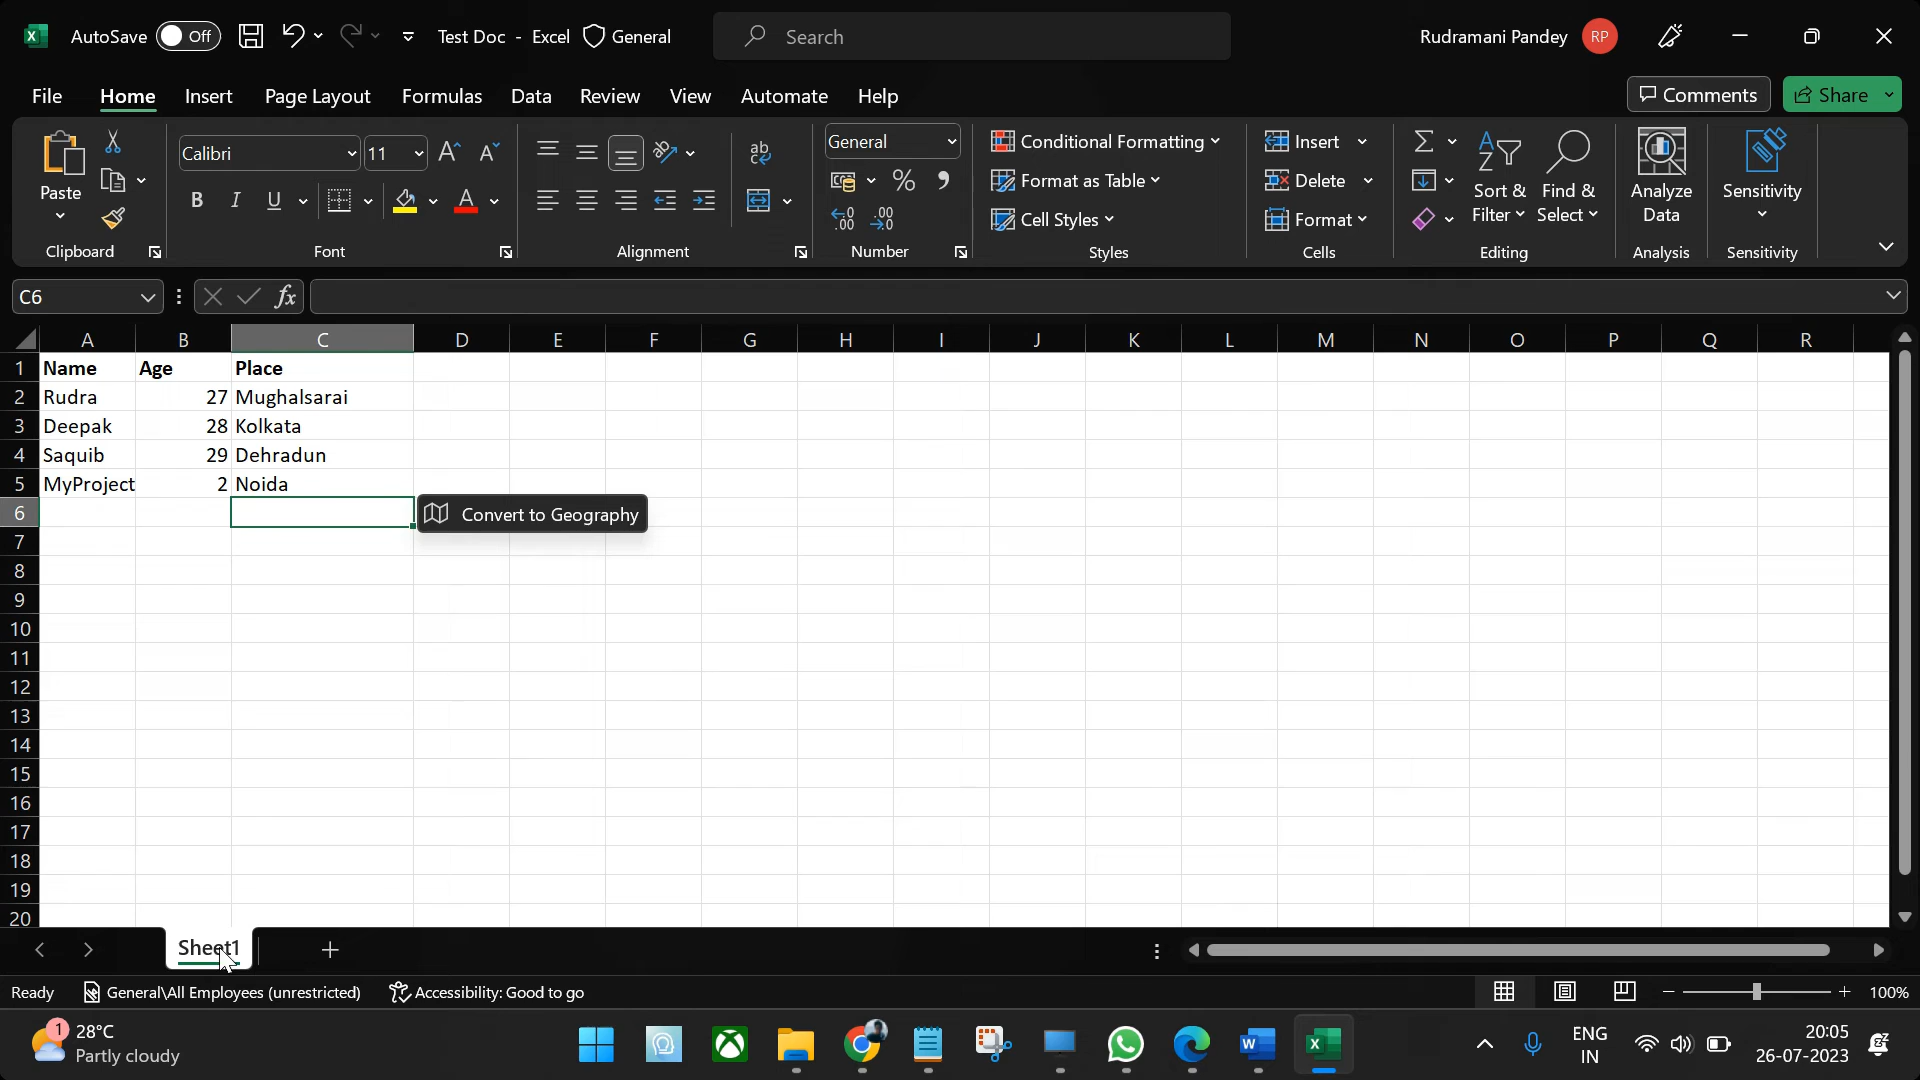 AutoSave Off Test Doc - Excel General Search Rudramani Pandey RP
File Home Insert Page Layout Formulas Data Review View Automate Help Comments Share
Paste
Clipboard
Calibri 11
B I U
Font
ab
Alignment
General
Number
Conditional Formatting
Format as Table
Cell Styles
Styles
Insert
Delete
Format
Cells
Sort & Filter
Find & Select
Editing
Analyze Data
Analysis
Sensitivity
Sensitivity
C6 fx
A B C D E F G H I J K L M N O P Q R
1 Name Age Place
2 Rudra 27 Mughalsarai
3 Deepak 28 Kolkata
4 Saquib 29 Dehradun
5 MyProject 2 Noida
6 Convert to Geography
7
8
9
10
11
12
13
14
15
16
17
18
19
20
Sheet1
Ready General\All Employees (unrestricted) Accessibility: Good to go 100%
1 28°C
Partly cloudy
ENG
IN
20:05
26-07-2023